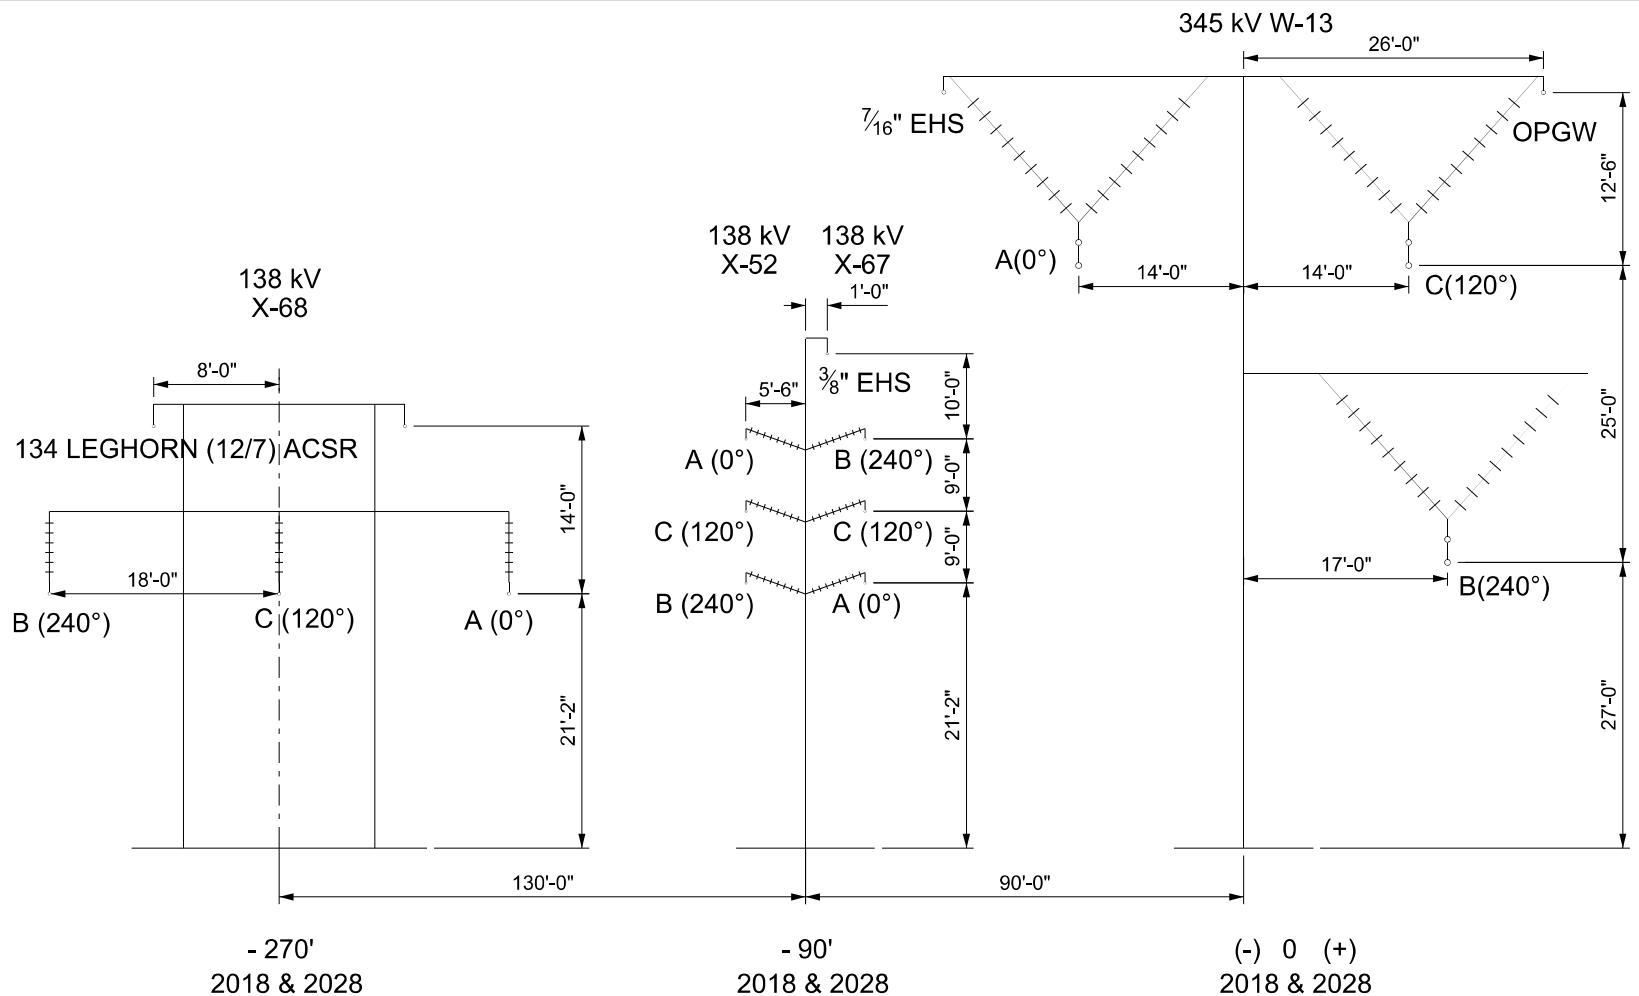 345 kV W-13
26'-0"
7/16" EHS
OPGW
12'-6"
A(0°)
14'-0"
14'-0"
C(120°)
138 kV
X-52
138 kV
X-67
1'-0"
138 kV
X-68
8'-0"
5'-6"
3/8" EHS
10'-0"
25'-0"
134 LEGHORN (12/7) ACSR
A (0°)
B (240°)
9'-0"
14'-0"
C (120°)
C (120°)
9'-0"
18'-0"
17'-0"
B(240°)
B (240°)
C (120°)
A (0°)
B (240°)
A (0°)
21'-2"
21'-2"
27'-0"
130'-0"
90'-0"
- 270'
2018 & 2028
- 90'
2018 & 2028
(-) 0 (+)
2018 & 2028